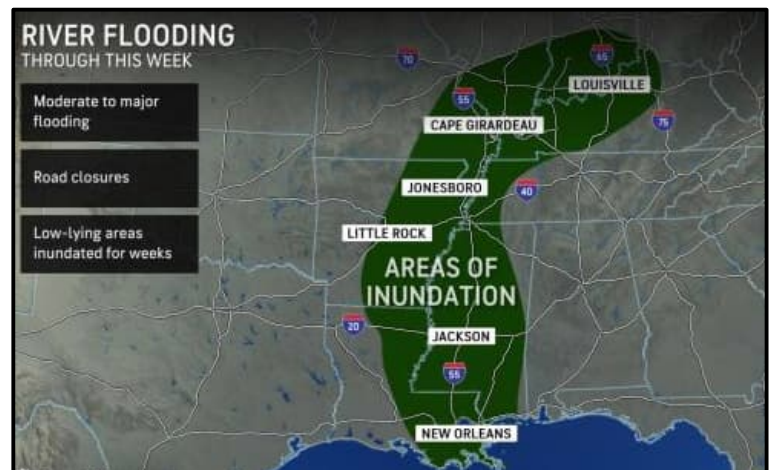 RIVER FLOODING
THROUGH THIS WEEK
Moderate to major
flooding
Road closures
Low-lying areas
inundated for weeks
70
65
LOUISVILLE
55
75
CAPE GIRARDEAU
JONESBORO
40
LITTLE ROCK
AREAS OF
INUNDATION
20
JACKSON
55
NEW ORLEANS